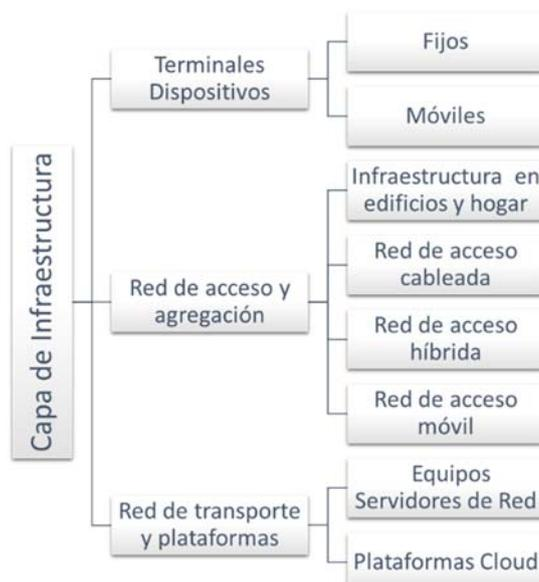 Capa de Infraestructura
Terminales
Dispositivos
Fijos
Móviles
Red de acceso y
agregación
Infraestructura en
edificios y hogar
Red de acceso
cableada
Red de acceso
híbrida
Red de acceso
móvil
Red de transporte
y plataformas
Equipos
Servidores de Red
Plataformas Cloud